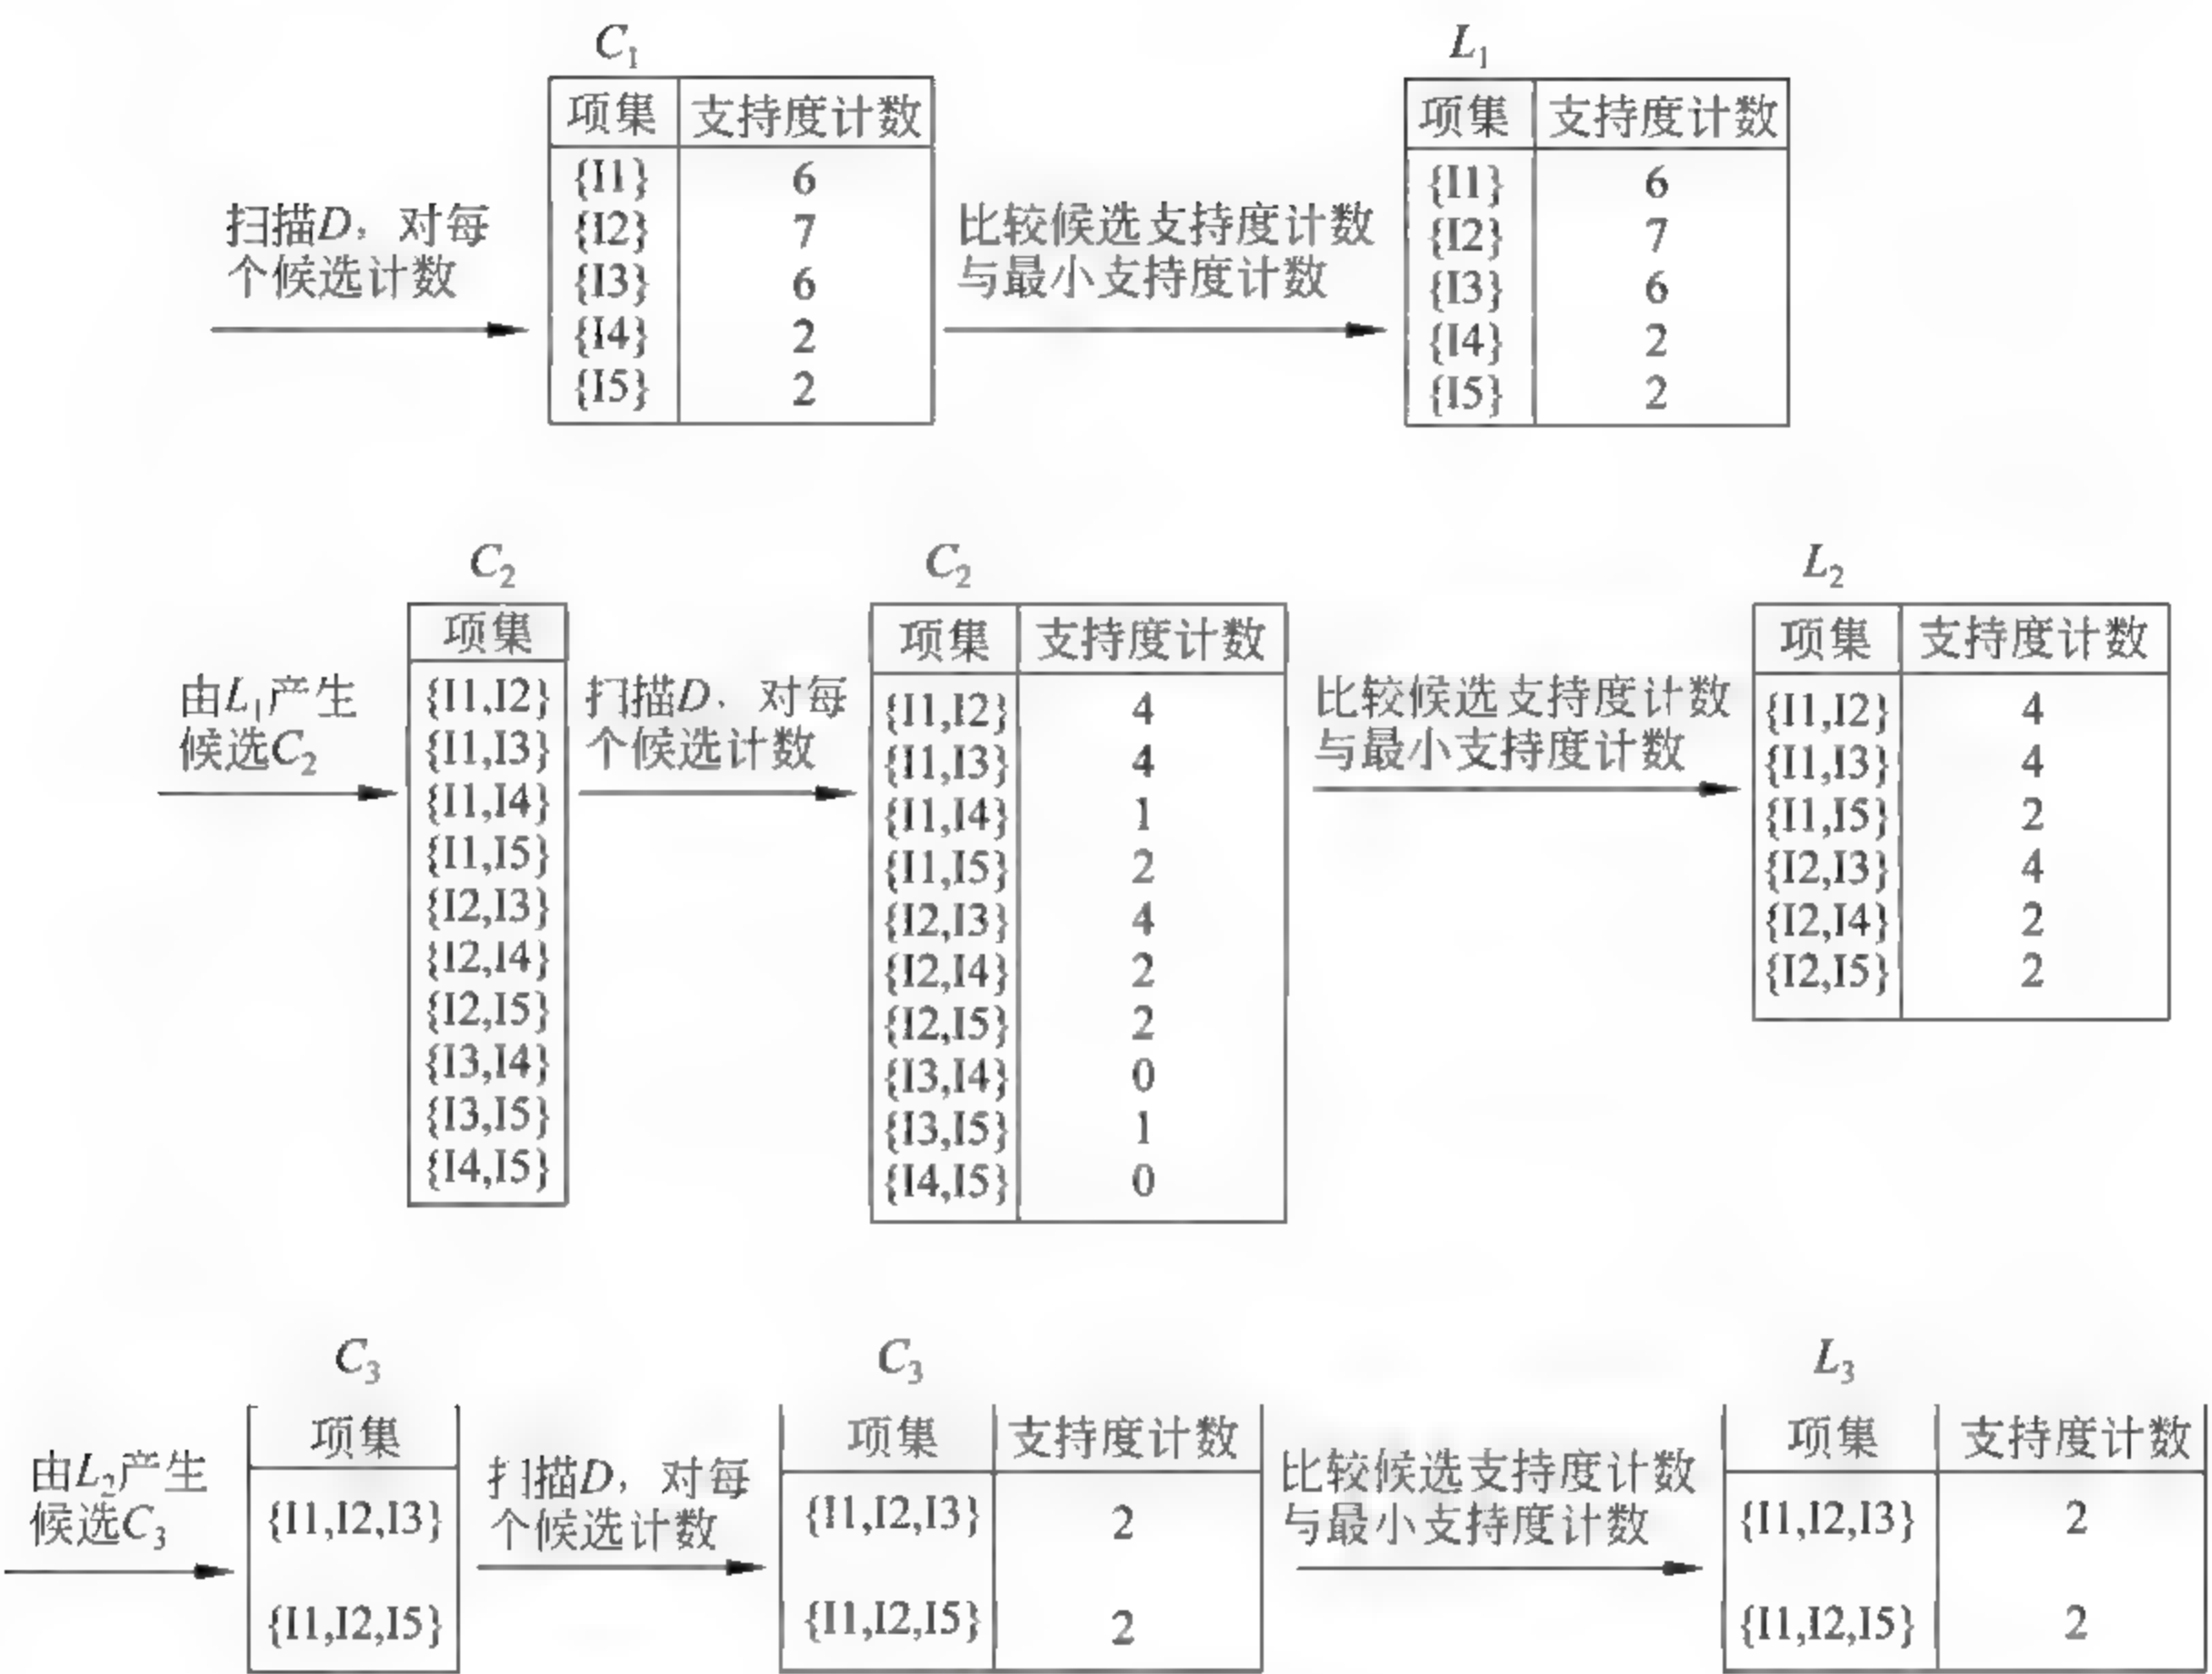 C1
L1
项集 支持度计数
{I1} 6
{I2} 7
{I3} 6
{I4} 2
{I5} 2
扫描D，对每
个候选计数
比较候选支持度计数
与最小支持度计数
项集 支持度计数
{I1} 6
{I2} 7
{I3} 6
{I4} 2
{I5} 2
C2
C2
L2
由L1产生
候选C2
项集
{I1,I2}
{I1,I3}
{I1,I4}
{I1,I5}
{I2,I3}
{I2,I4}
{I2,I5}
{I3,I4}
{I3,I5}
{I4,I5}
扫描D，对每
个候选计数
项集 支持度计数
{I1,I2} 4
{I1,I3} 4
{I1,I4} 1
{I1,I5} 2
{I2,I3} 4
{I2,I4} 2
{I2,I5} 2
{I3,I4} 0
{I3,I5} 1
{I4,I5} 0
比较候选支持度计数
与最小支持度计数
项集 支持度计数
{I1,I2} 4
{I1,I3} 4
{I1,I5} 2
{I2,I3} 4
{I2,I4} 2
{I2,I5} 2
C3
C3
L3
由L2产生
候选C3
项集
{I1,I2,I3}
{I1,I2,I5}
扫描D，对每
个候选计数
项集 支持度计数
{I1,I2,I3} 2
{I1,I2,I5} 2
比较候选支持度计数
与最小支持度计数
项集 支持度计数
{I1,I2,I3} 2
{I1,I2,I5} 2